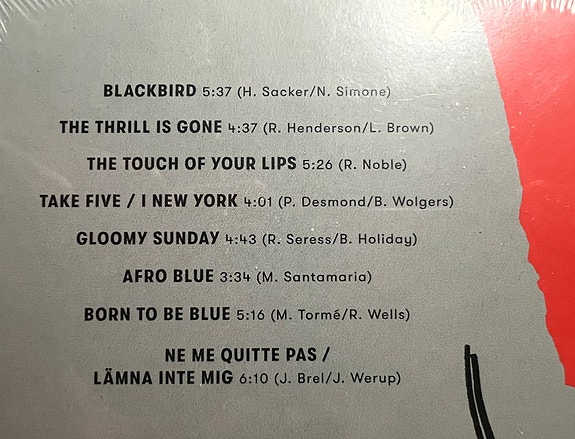 BLACKBIRD 5:37 (H. Sacker/N. Simone)
THE THRILL IS GONE 4:37 (R. Henderson/L. Brown)
THE TOUCH OF YOUR LIPS 5:26 (R. Noble)
TAKE FIVE / I NEW YORK 4:01 (P. Desmond/B. Wolgers)
GLOOMY SUNDAY 4:43 (R. Seress/B. Holiday)
AFRO BLUE 3:34 (M. Santamaria)
BORN TO BE BLUE 5:16 (M. Tormé/R. Wells)
NE ME QUITTE PAS /
LÄMNA INTE MIG 6:10 (J. Brel/J. Werup)